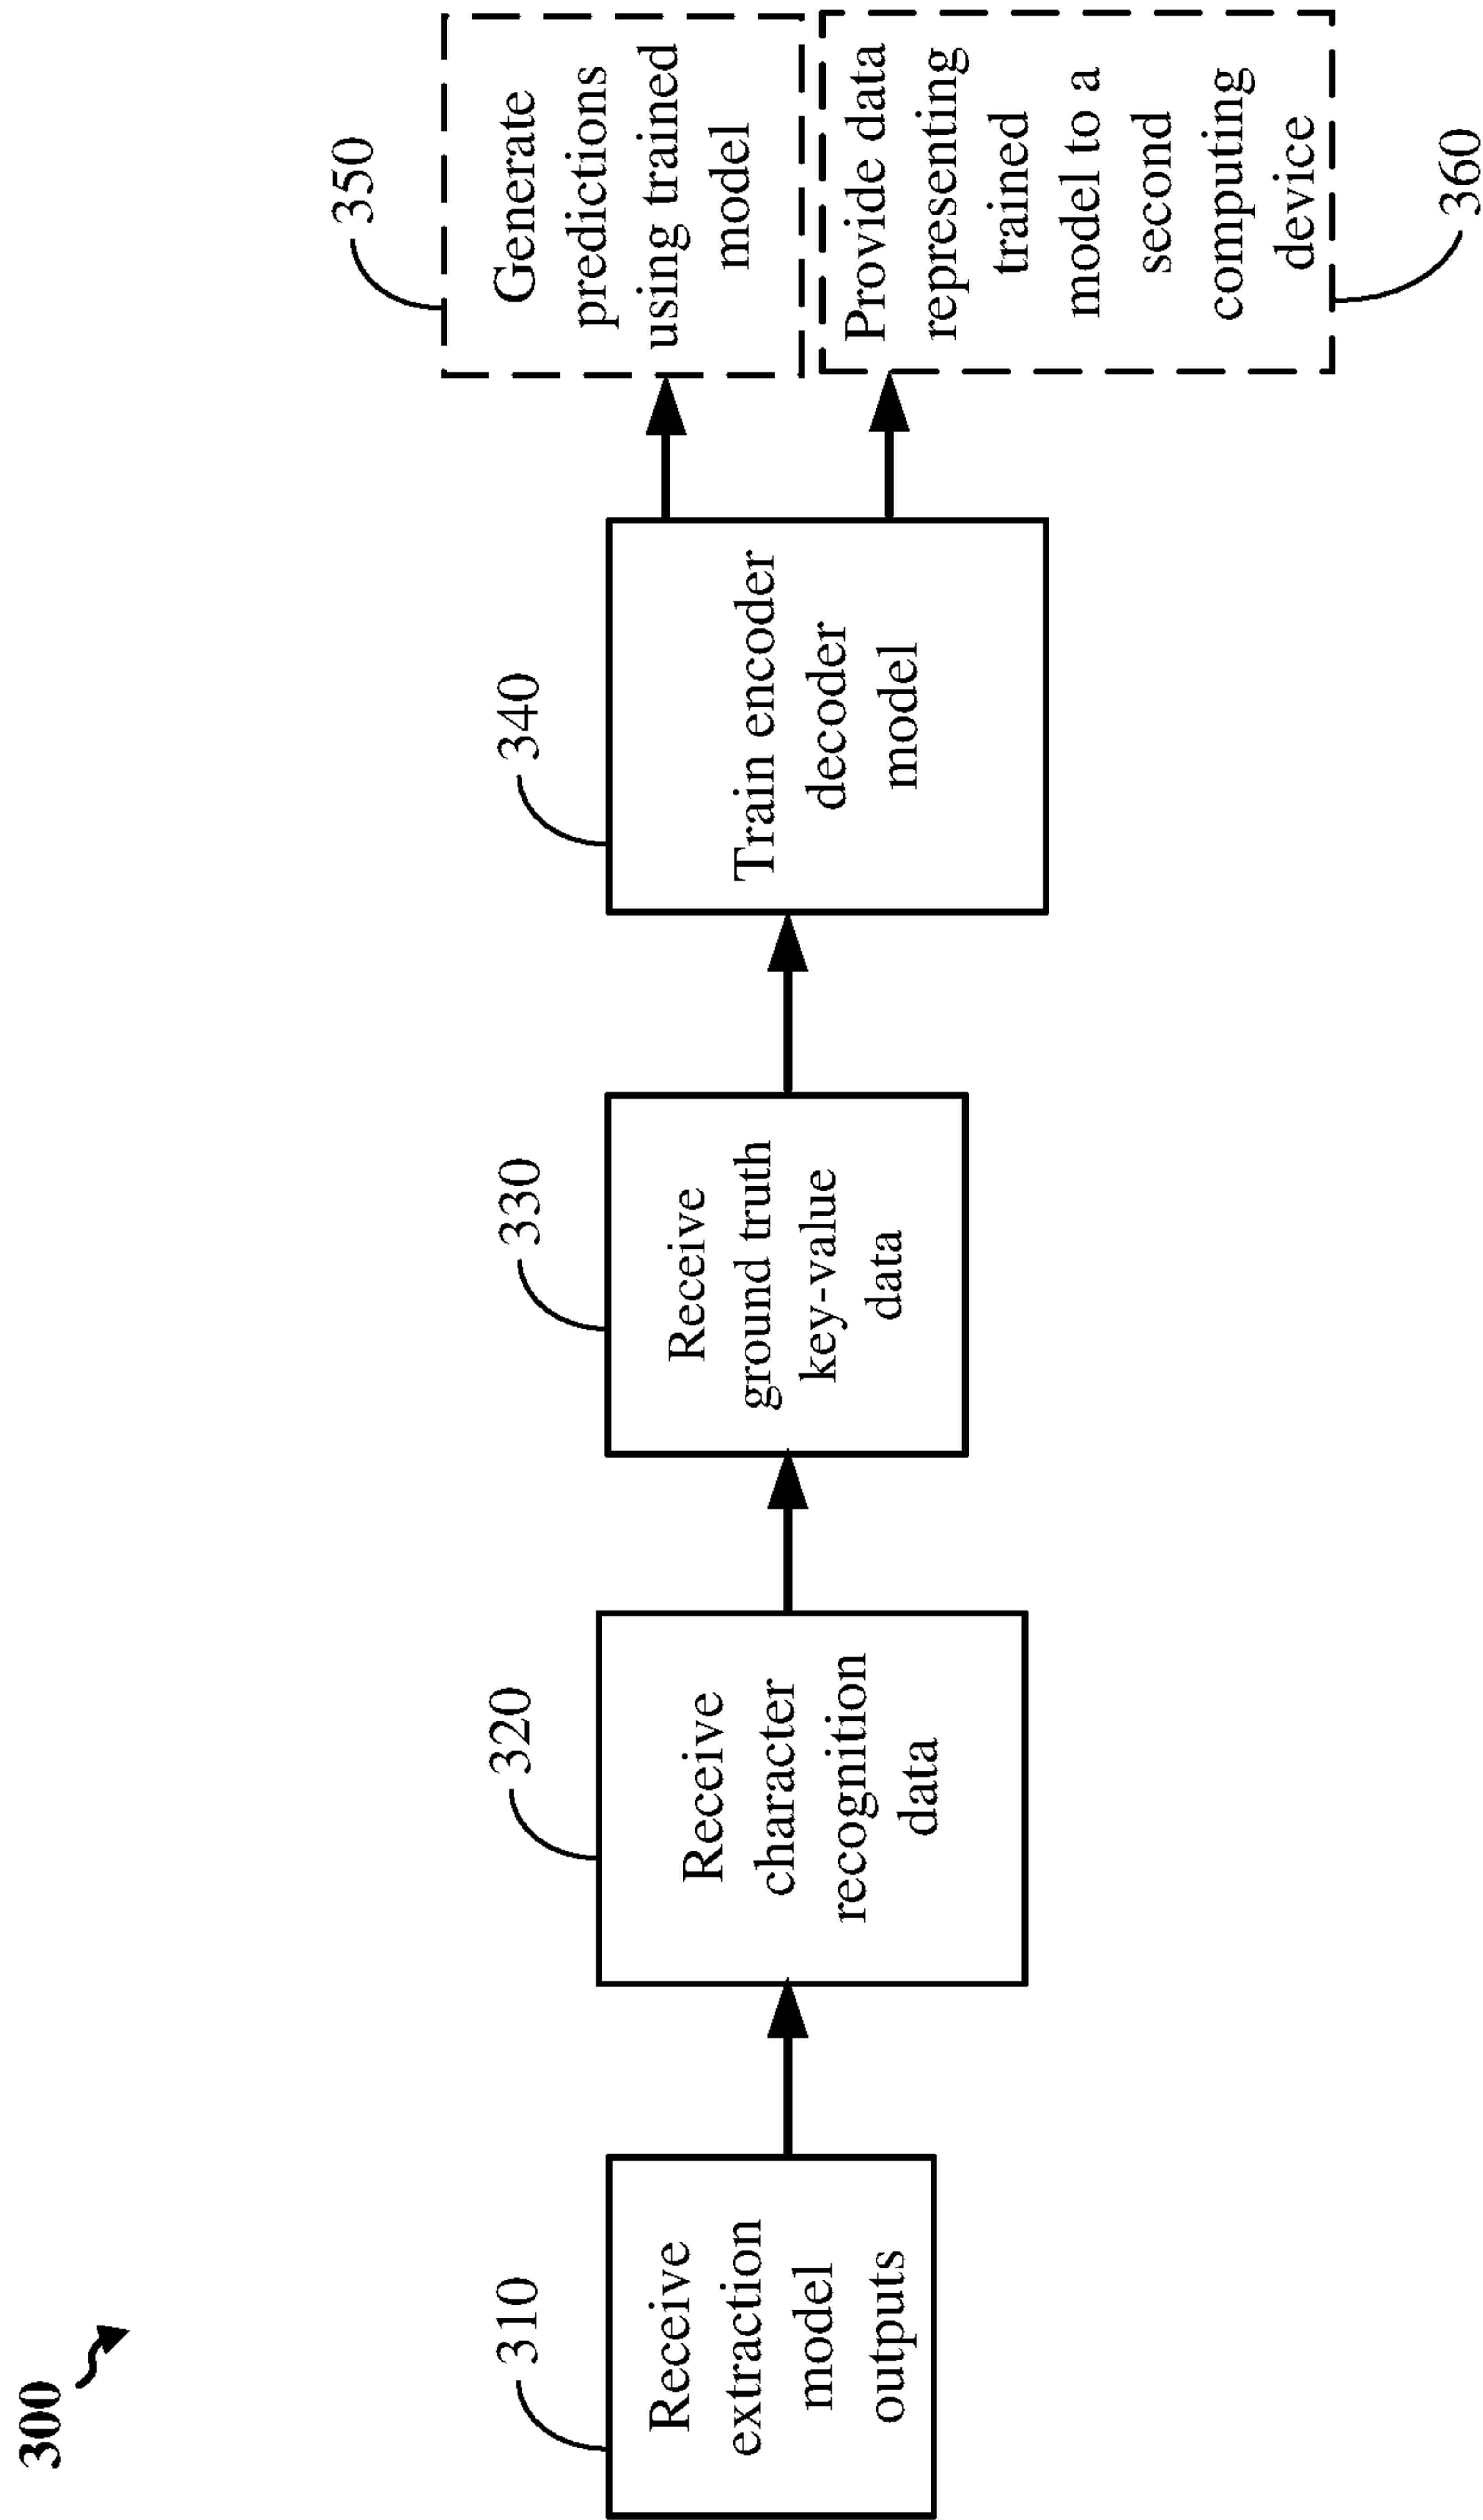 300
310
Receive
extraction
model
outputs
320
Receive
character
recognition
data
330
Receive
ground truth
key-value
data
340
Train encoder
decoder
model
350
Generate
predictions
using trained
model
Provide data
representing
trained
model to a
second
computing
device
360